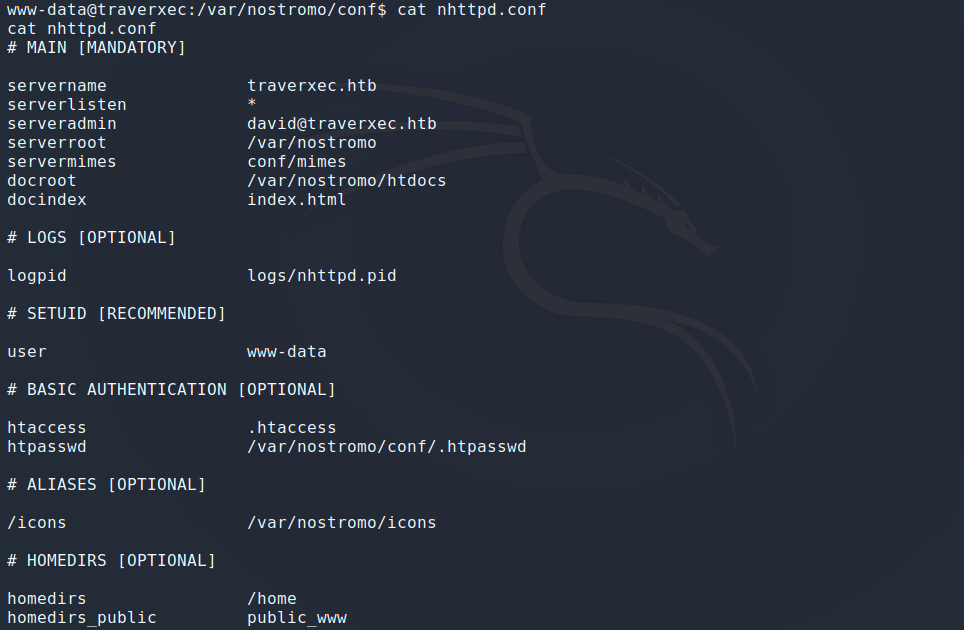 www-data@traverxec:/var/nostromo/conf$ cat nhttpd.conf
cat nhttpd.conf
# MAIN [MANDATORY]
servername traverxec.htb
serverlisten *
serveradmin david@traverxec.htb
serverroot /var/nostromo
servermimes conf/mimes
docroot /var/nostromo/htdocs
docindex index.html
# LOGS [OPTIONAL]
logpid logs/nhttpd.pid
# SETUID [RECOMMENDED]
user www-data
# BASIC AUTHENTICATION [OPTIONAL]
htaccess .htaccess
htpasswd /var/nostromo/conf/.htpasswd
# ALIASES [OPTIONAL]
/icons /var/nostromo/icons
# HOMEDIRS [OPTIONAL]
homedirs /home
homedirs_public public_www